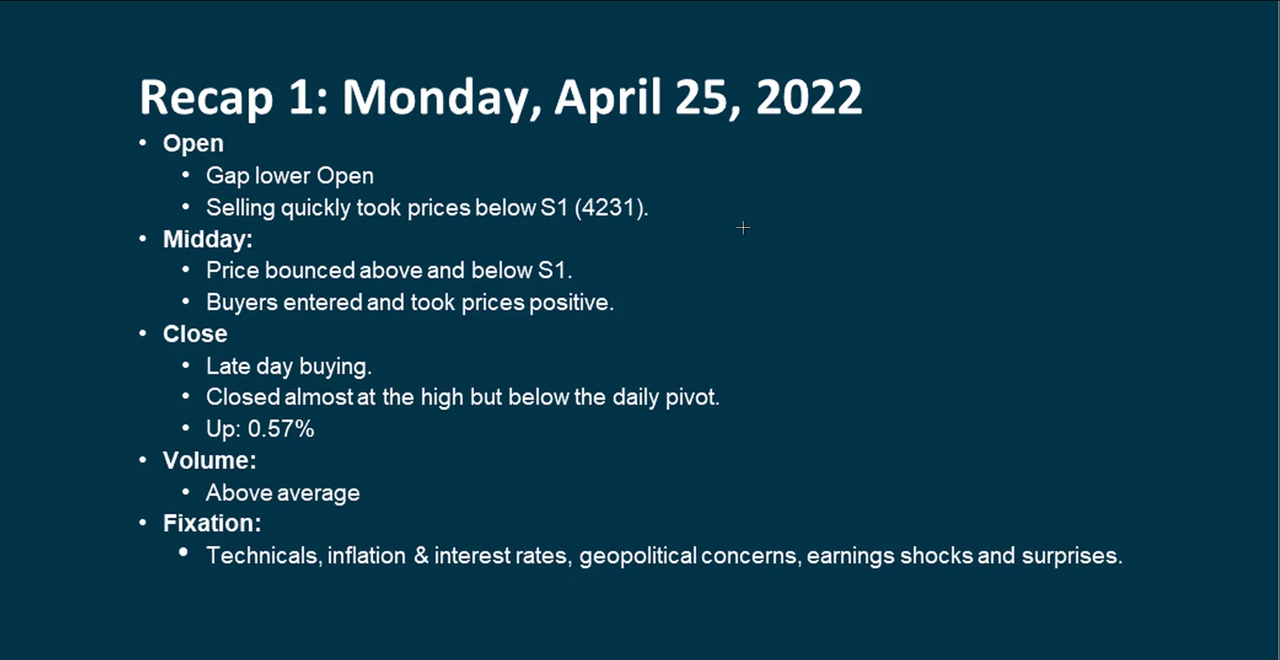 Recap 1: Monday, April 25, 2022
• Open
• Gap lower Open
• Selling quickly took prices below S1 (4231).
• Midday:
• Price bounced above and below S1.
• Buyers entered and took prices positive.
• Close
• Late day buying.
• Closed almost at the high but below the daily pivot.
• Up: 0.57%
• Volume:
• Above average
• Fixation:
• Technicals, inflation & interest rates, geopolitical concerns, earnings shocks and surprises.